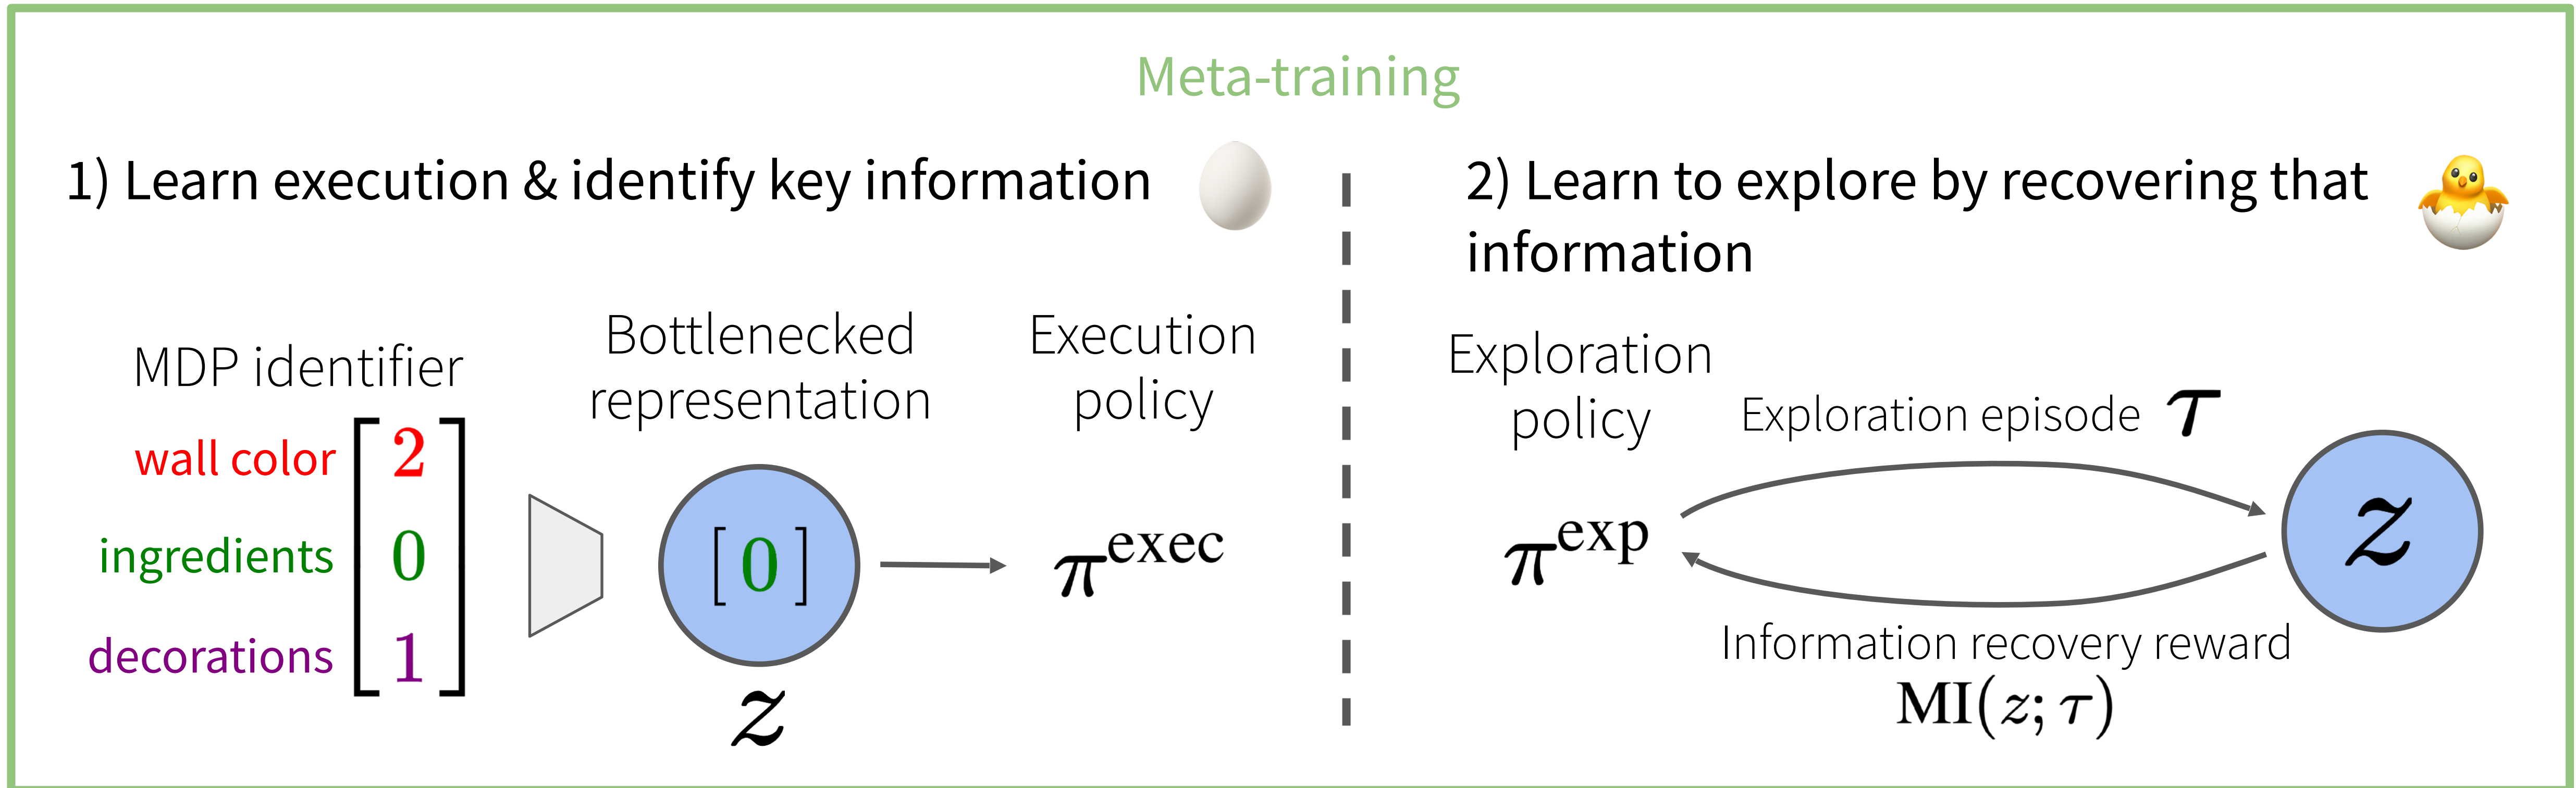 Meta-training
1) Learn execution & identify key information
MDP identifier
wall color
2
ingredients
0
decorations
1
Bottlenecked
representation
[0]
z
Execution
policy
π^exec
2) Learn to explore by recovering that
information
Exploration
policy
π^exp
Exploration episode τ
z
Information recovery reward
MI(z; τ)